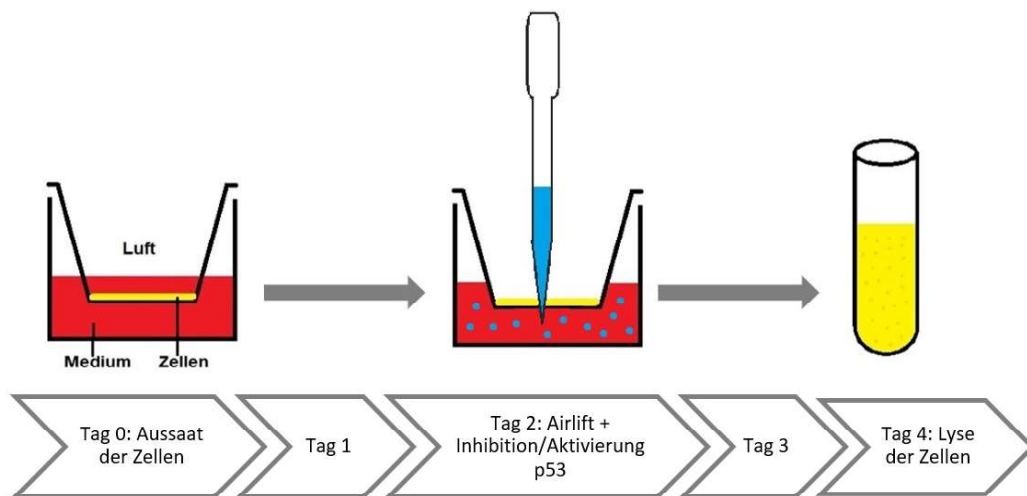 Luft
Medium
Zellen
Tag 0: Aussaat
der Zellen
Tag 1
Tag 2: Airlift +
Inhibition/Aktivierung
p53
Tag 3
Tag 4: Lyse
der Zellen